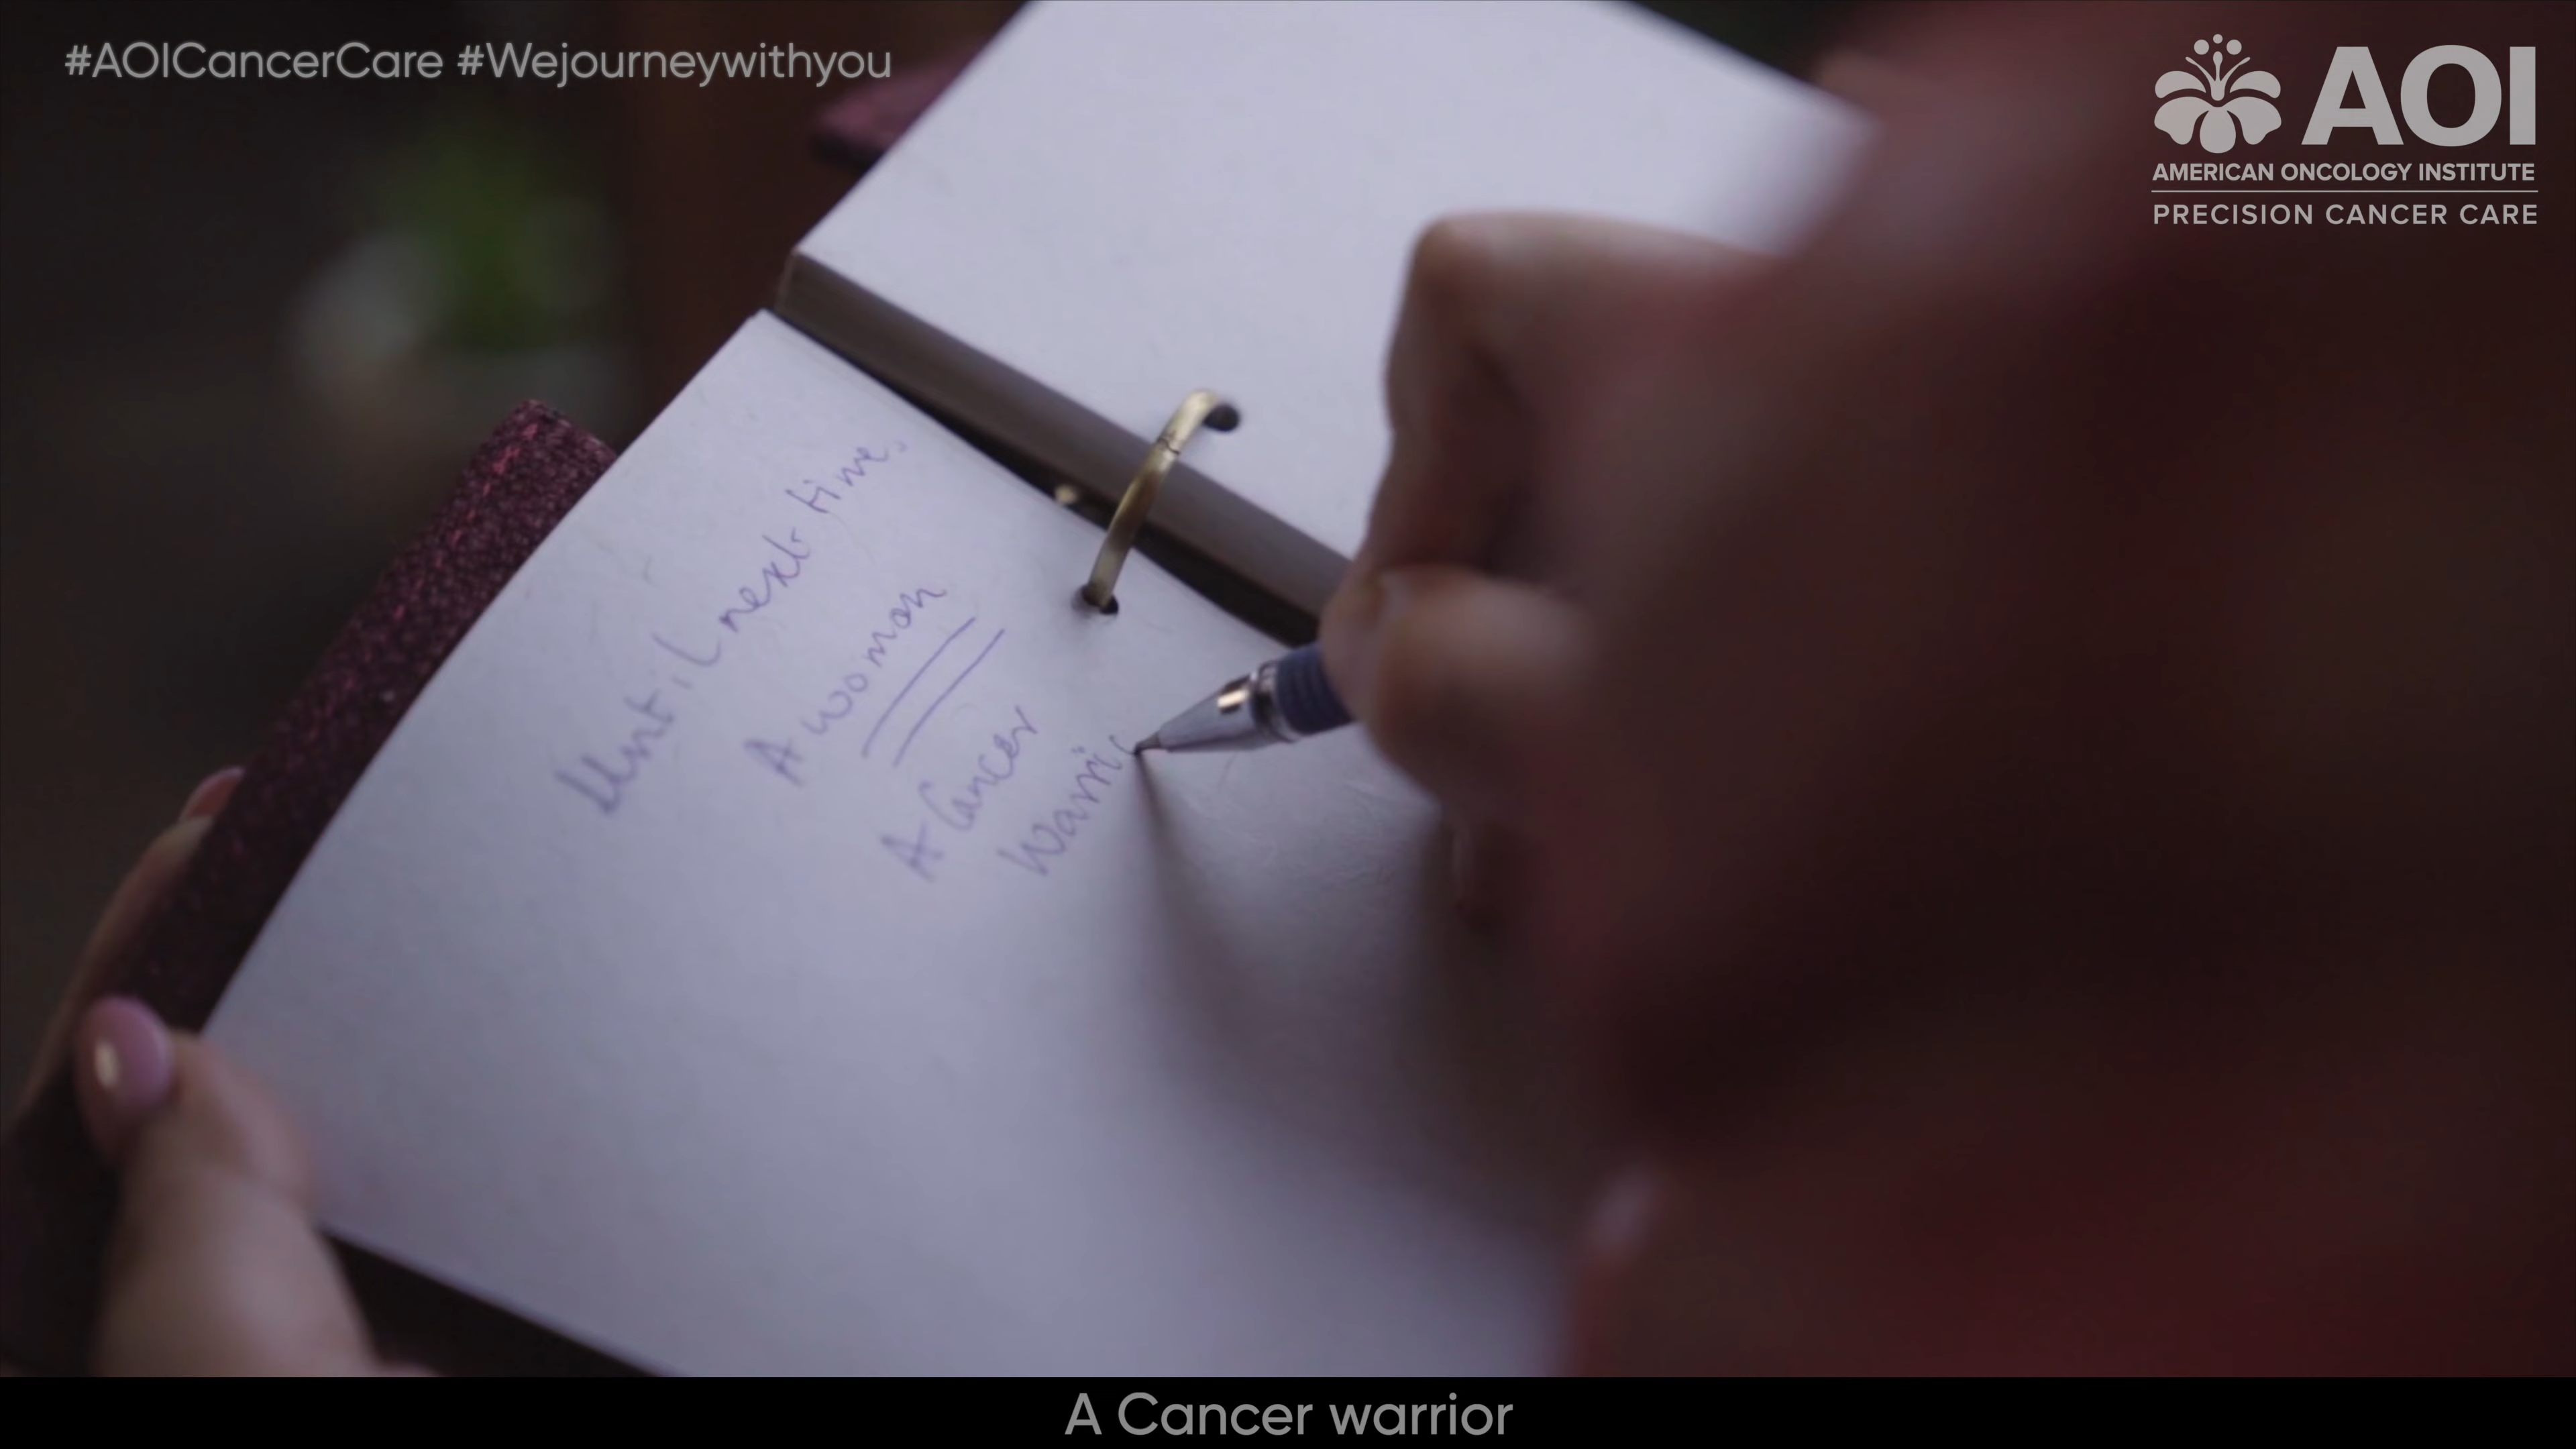 #AOICancerCare #Wejourneywithyou
AOI
AMERICAN ONCOLOGY INSTITUTE
PRECISION CANCER CARE
Until next time.
A woman
A Cancer
Warri
A Cancer warrior